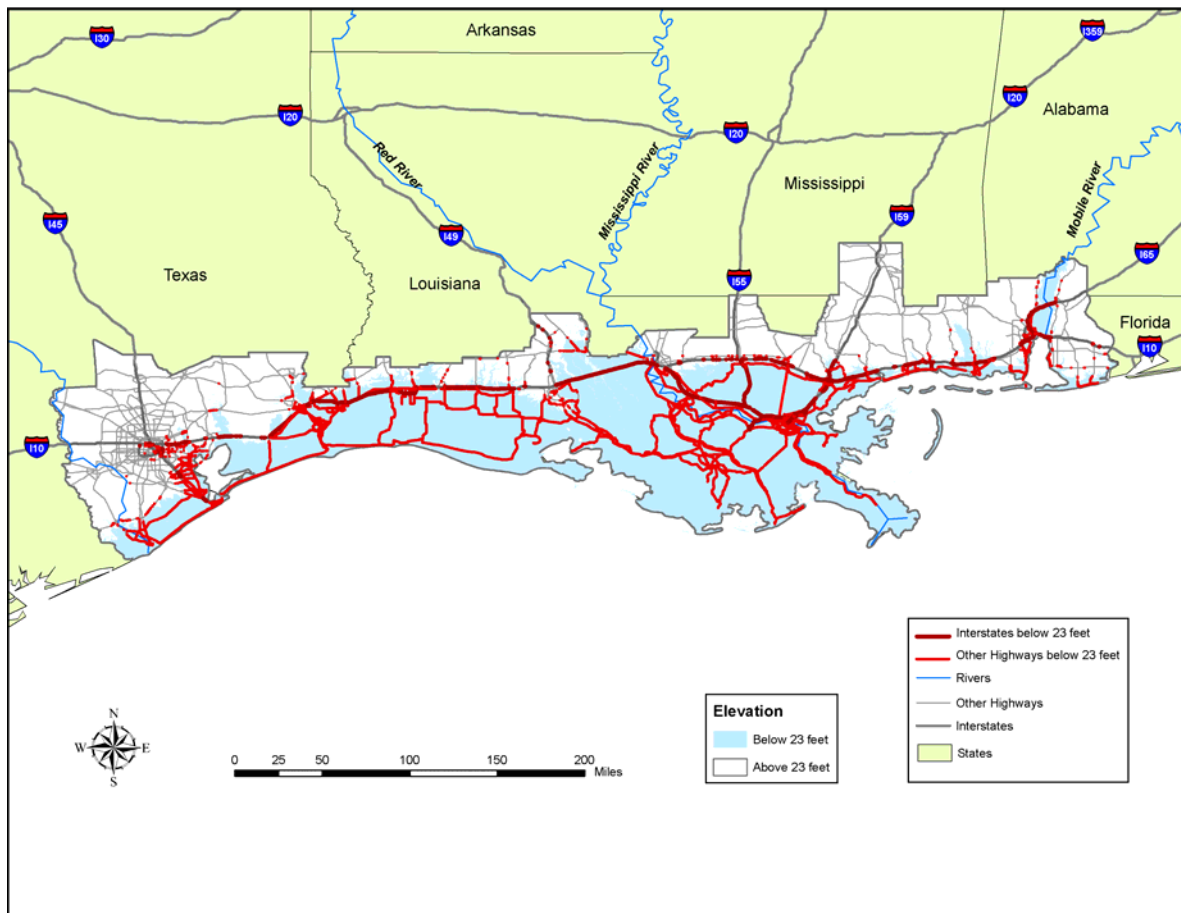 Arkansas
I30
I359
I20
I20
I20
Alabama
Red River
Mississippi River
Mississippi
Mobile River
I45
I49
I59
I65
Texas
Louisiana
I55
Florida
I10
I10
Interstates below 23 feet
Other Highways below 23 feet
Rivers
Other Highways
Interstates
States
Elevation
Below 23 feet
Above 23 feet
N
W E
S
0 25 50 100 150 200
Miles